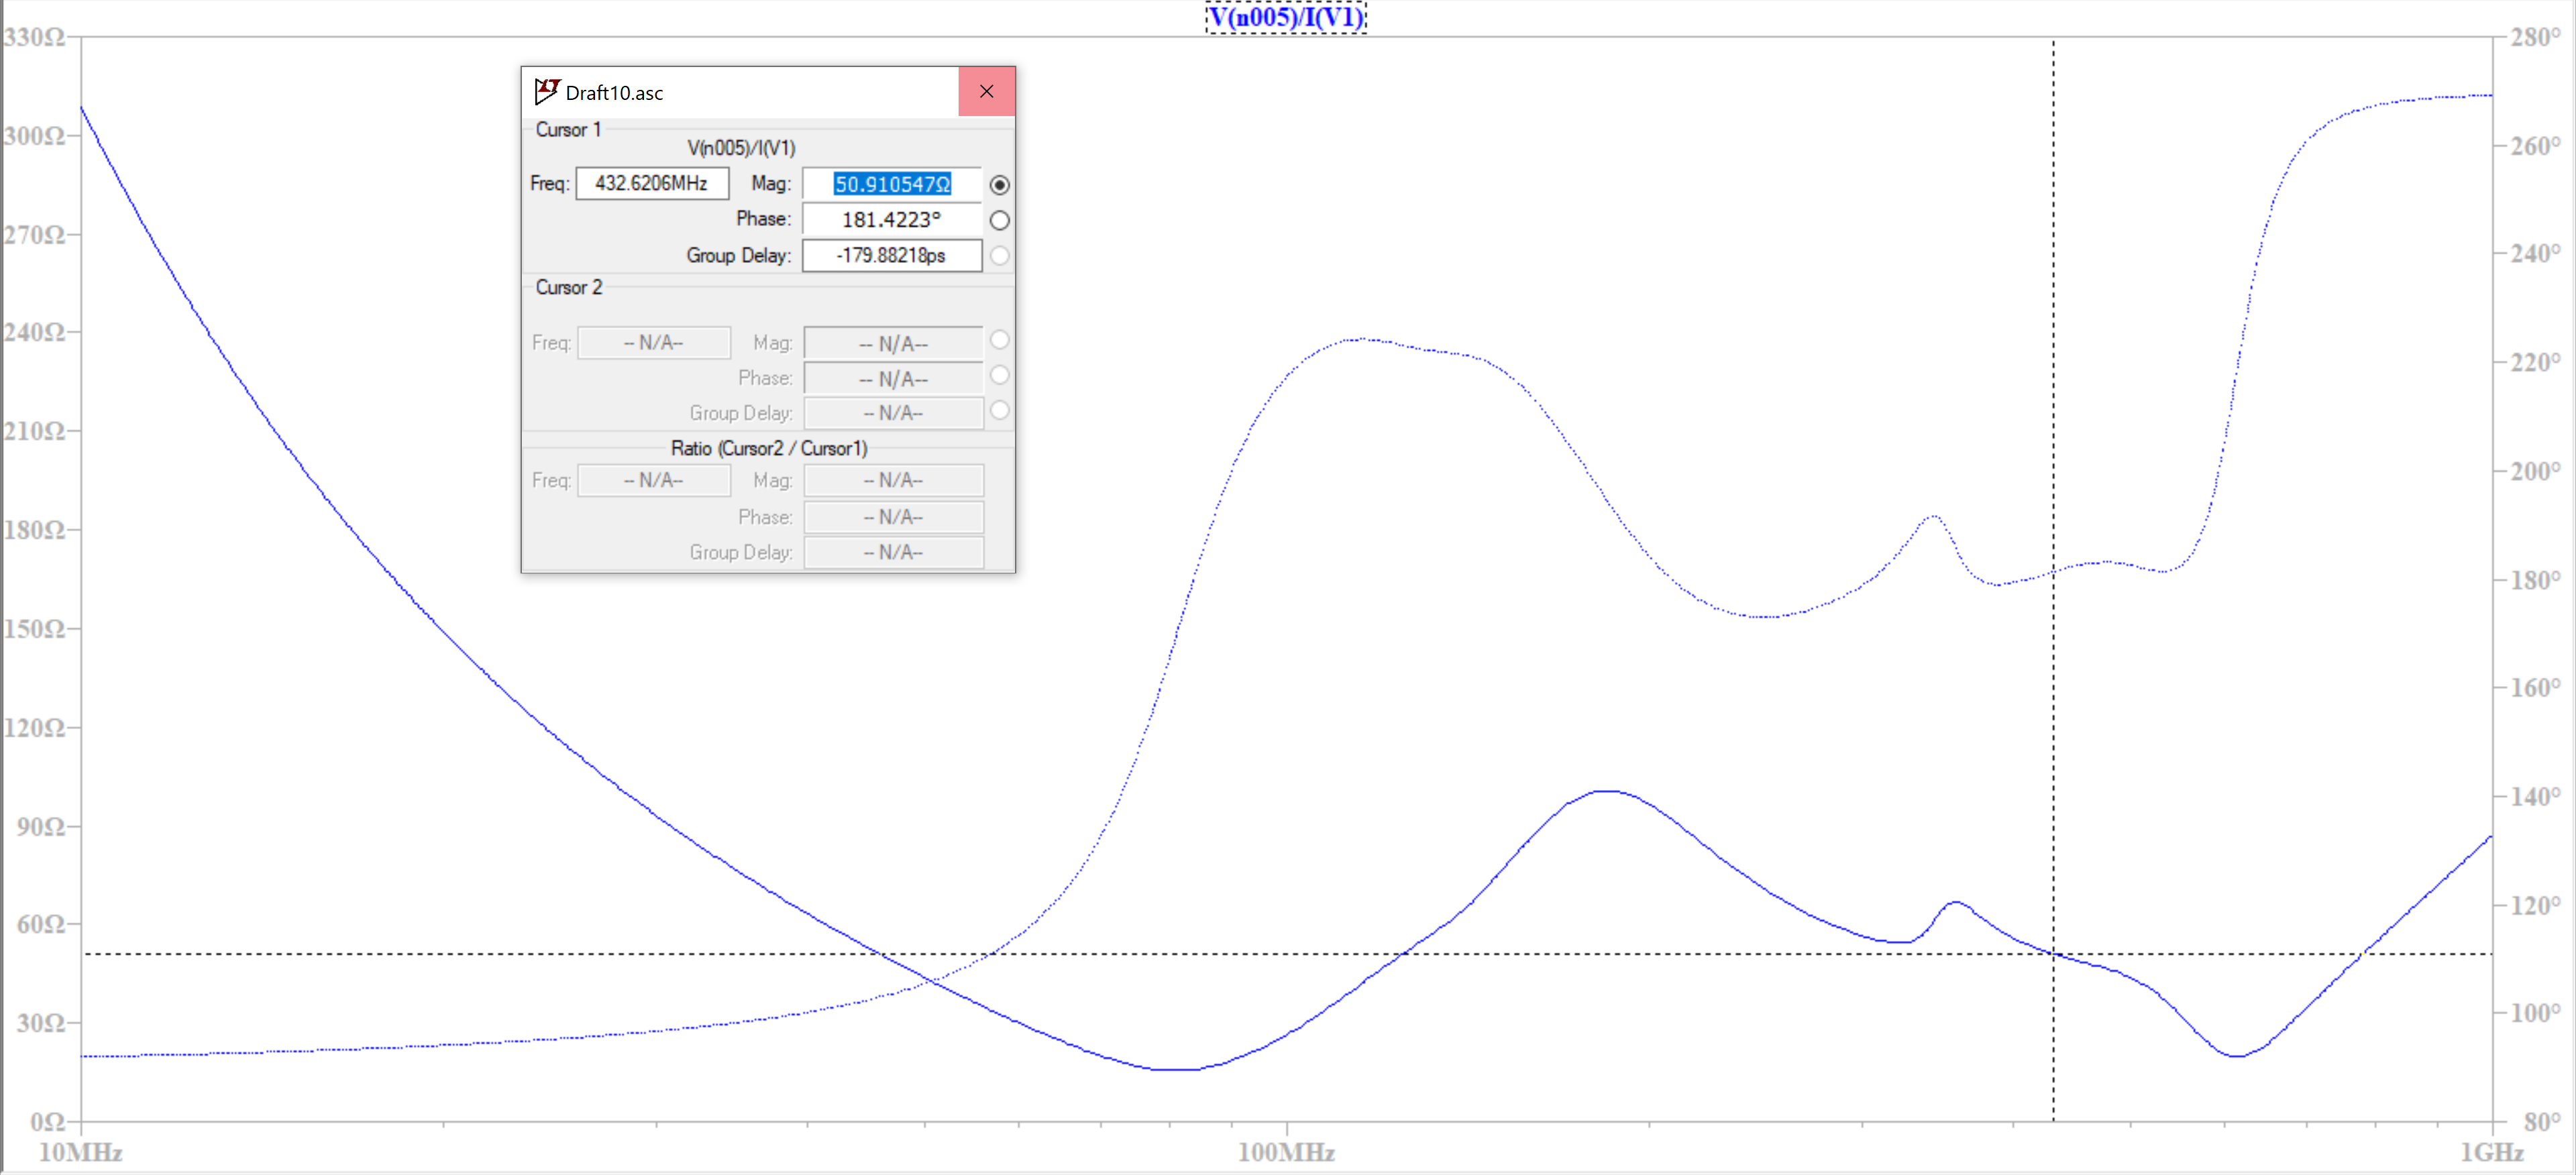 V(n005)/I(V1)
330Ω
300Ω
270Ω
240Ω
210Ω
180Ω
150Ω
120Ω
90Ω
60Ω
30Ω
0Ω
280°
260°
240°
220°
200°
180°
160°
140°
120°
100°
80°
10MHz
100MHz
1GHz
Draft10.asc
Cursor 1
V(n005)/I(V1)
Freq: 432.6206MHz Mag: 50.910547Ω
Phase: 181.4223°
Group Delay: -179.88218ps
Cursor 2
Freq: -- N/A-- Mag: -- N/A--
Phase: -- N/A--
Group Delay: -- N/A--
Ratio (Cursor2 / Cursor1)
Freq: -- N/A-- Mag: -- N/A--
Phase: -- N/A--
Group Delay: -- N/A--